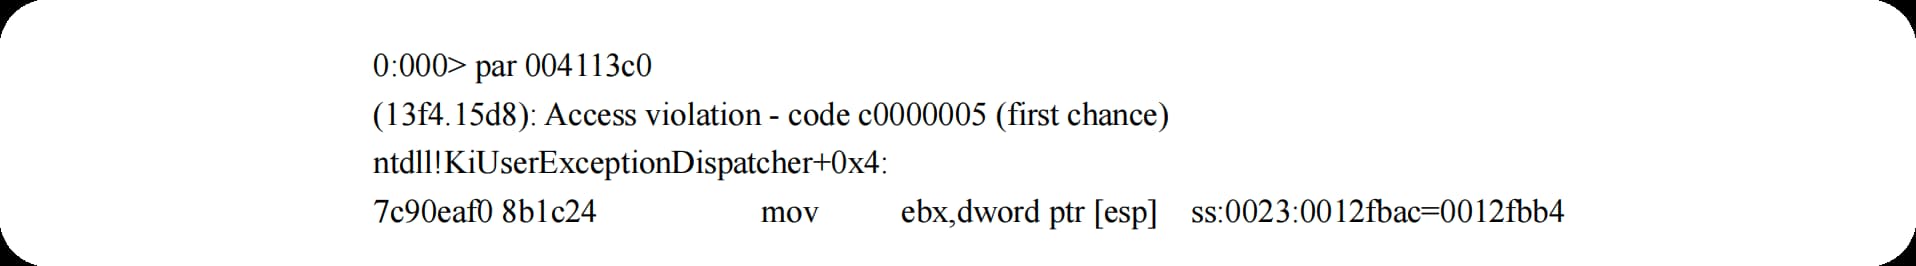 0:000> par 004113c0
(13f4.15d8): Access violation - code c0000005 (first chance)
ntdll!KiUserExceptionDispatcher+0x4:
7c90eaf0 8b1c24 mov ebx,dword ptr [esp] ss:0023:0012fbac=0012fbb4